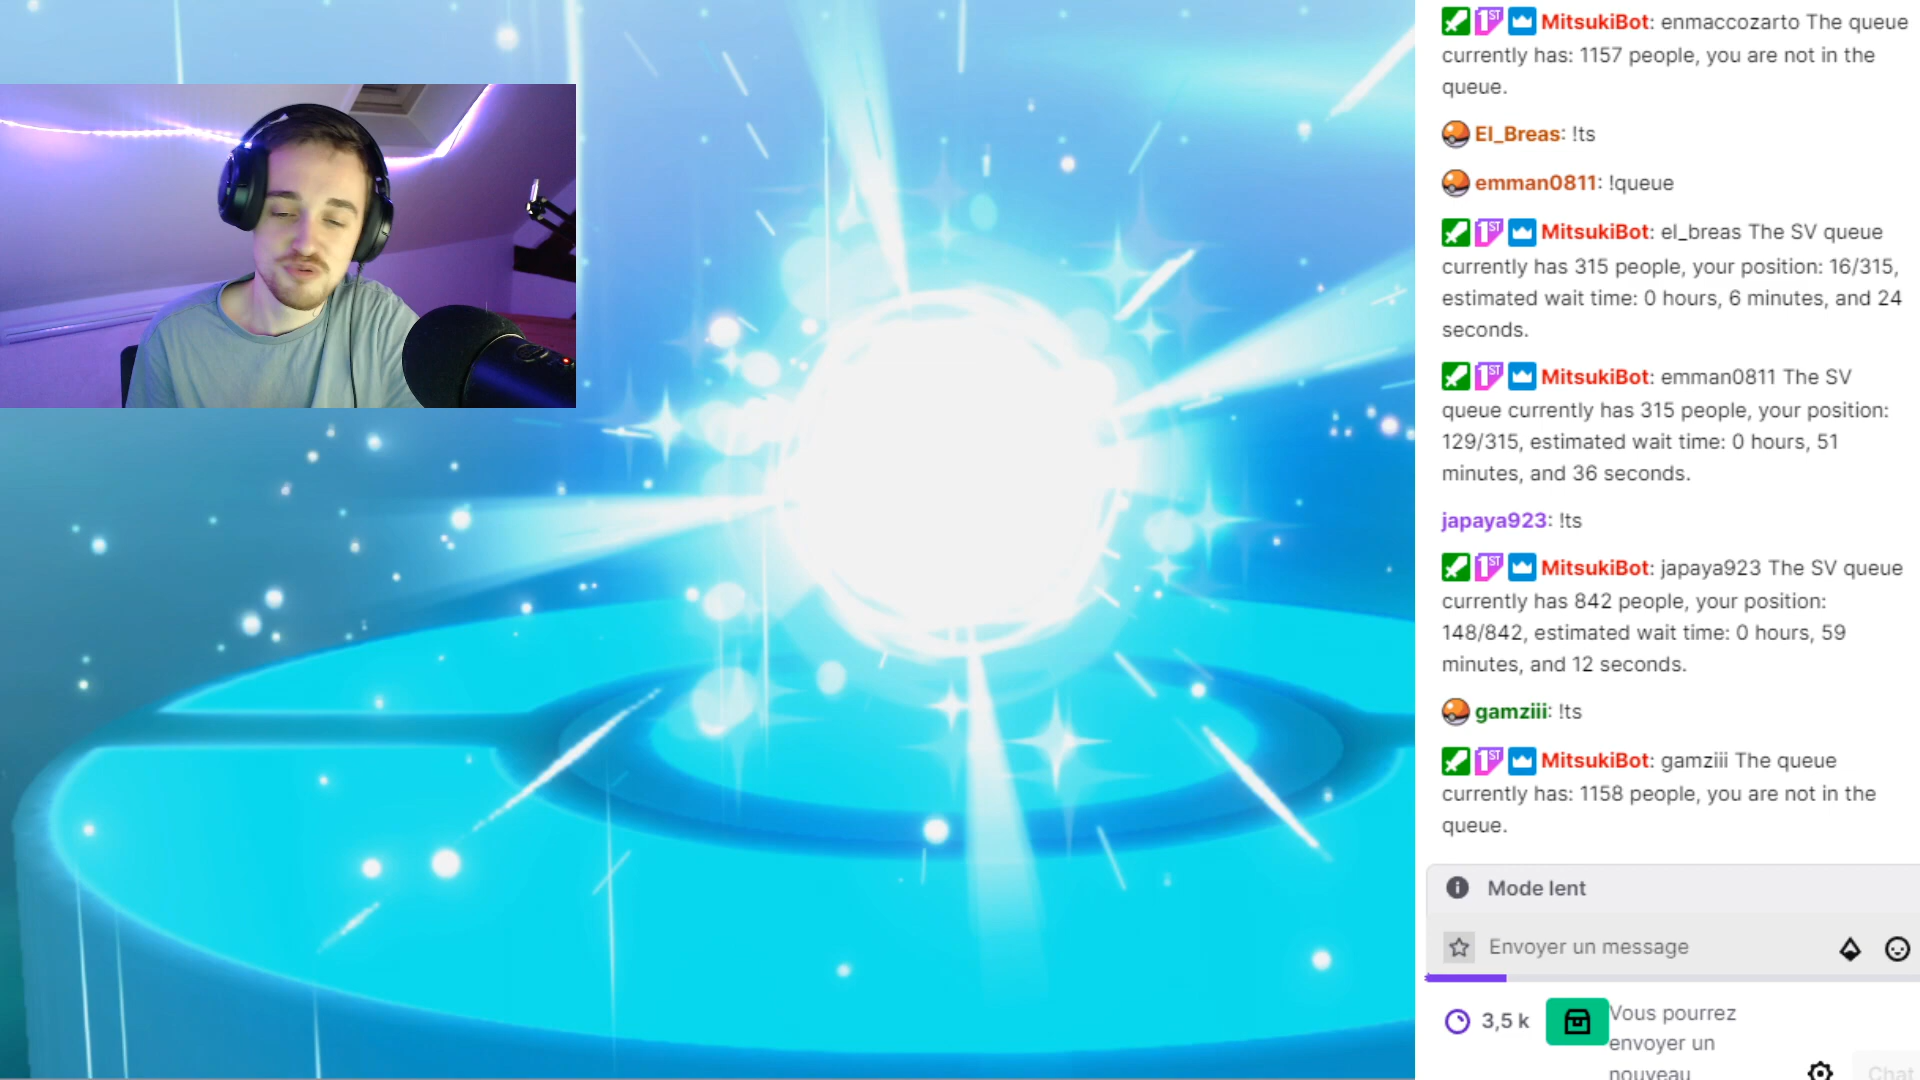 MitsukiBot: enmaccozarto The queue
currently has: 1157 people, you are not in the
queue.
El_Breas: !ts
emman0811: !queue
MitsukiBot: el_breas The SV queue
currently has 315 people, your position: 16/315,
estimated wait time: 0 hours, 6 minutes, and 24
seconds.
MitsukiBot: emman0811 The SV
queue currently has 315 people, your position:
129/315, estimated wait time: 0 hours, 51
minutes, and 36 seconds.
japaya923: !ts
MitsukiBot: japaya923 The SV queue
currently has 842 people, your position:
148/842, estimated wait time: 0 hours, 59
minutes, and 12 seconds.
gamziii: !ts
MitsukiBot: gamziii The queue
currently has: 1158 people, you are not in the
queue.
Mode lent
Envoyer un message
3,5 k
Vous pourrez
envoyer un
nouveau
Chat